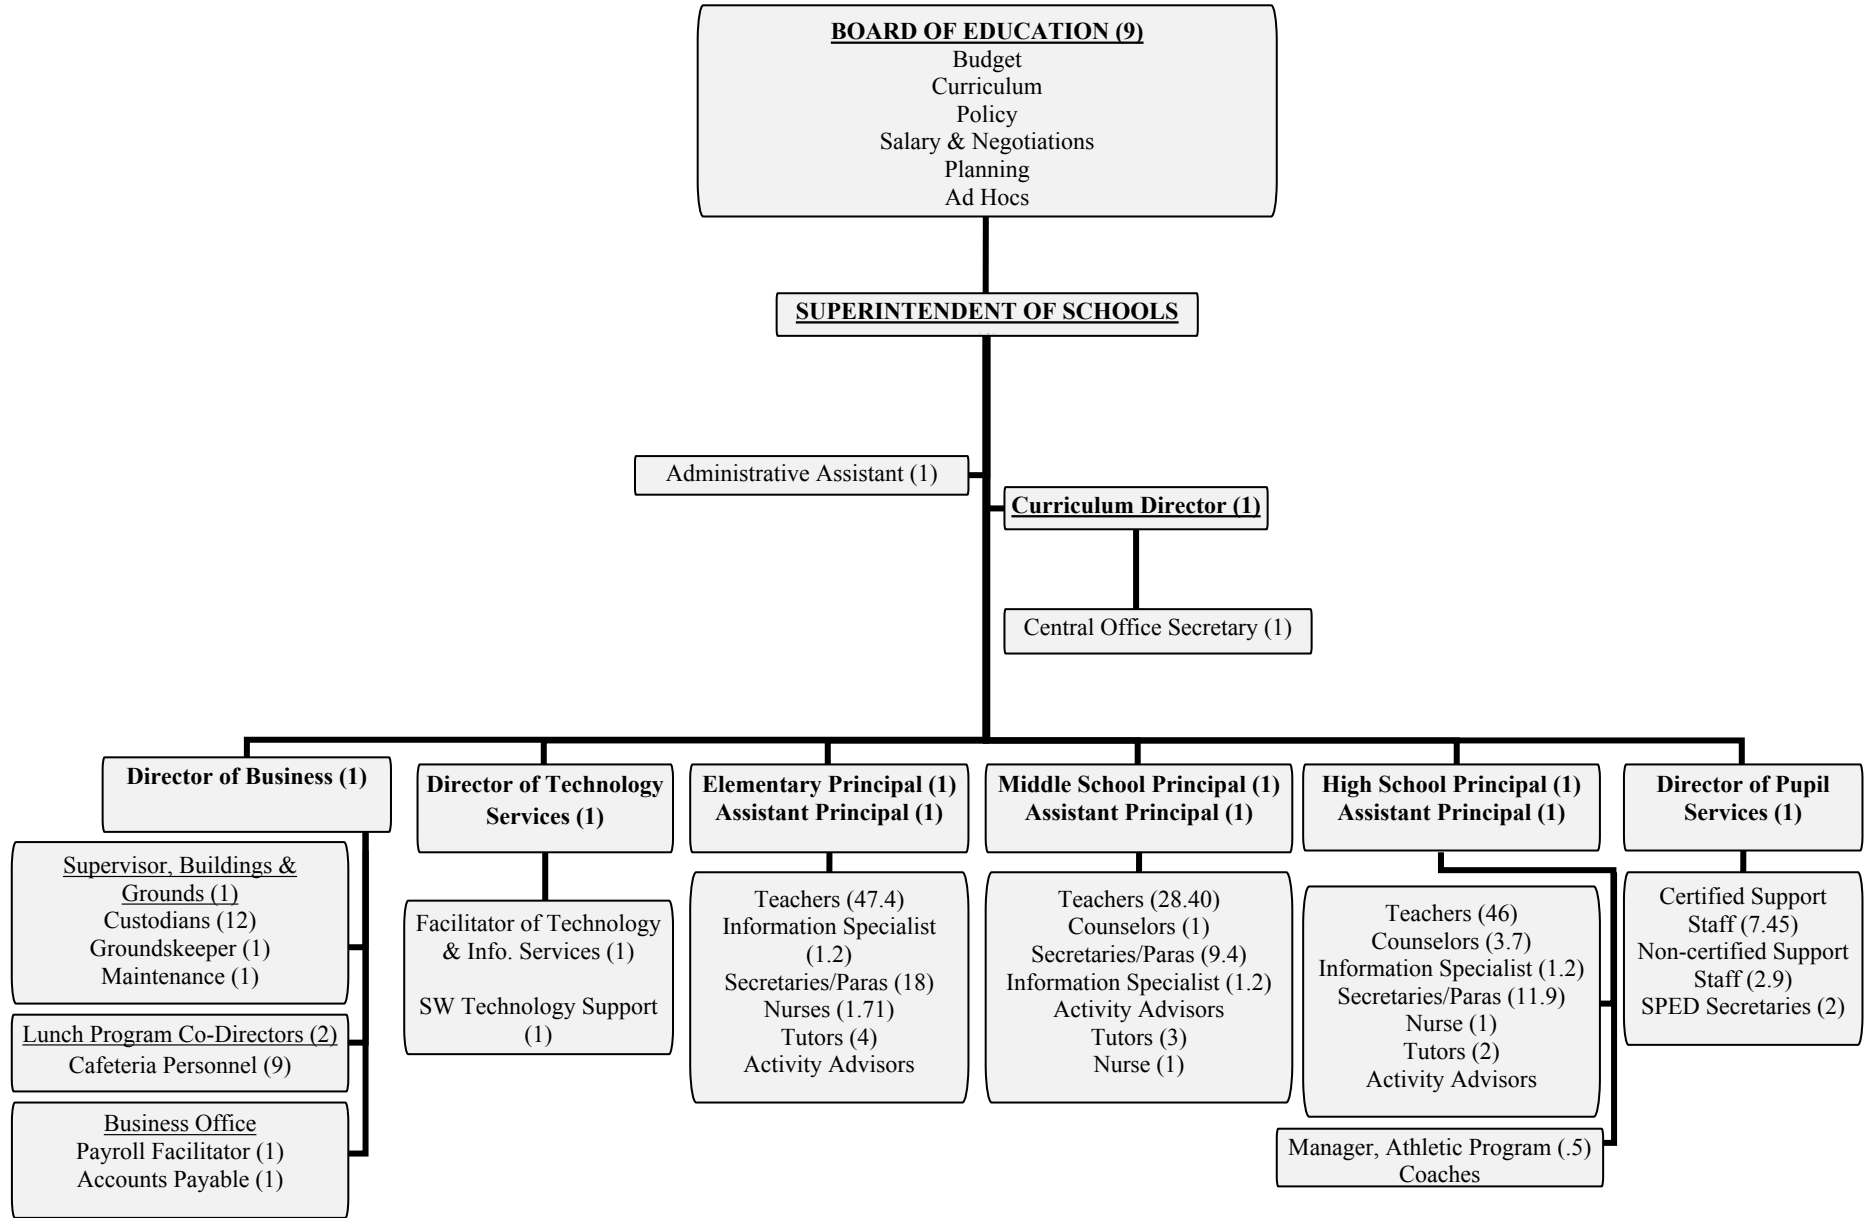 BOARD OF EDUCATION (9)
Budget
Curriculum
Policy
Salary & Negotiations
Planning
Ad Hocs
SUPERINTENDENT OF SCHOOLS
Administrative Assistant (1)
Curriculum Director (1)
Central Office Secretary (1)
Director of Business (1)
Supervisor, Buildings &
Grounds (1)
Custodians (12)
Groundskeeper (1)
Maintenance (1)
Lunch Program Co-Directors (2)
Cafeteria Personnel (9)
Business Office
Payroll Facilitator (1)
Accounts Payable (1)
Director of Technology
Services (1)
Facilitator of Technology
& Info. Services (1)
SW Technology Support
(1)
Elementary Principal (1)
Assistant Principal (1)
Teachers (47.4)
Information Specialist
(1.2)
Secretaries/Paras (18)
Nurses (1.71)
Tutors (4)
Activity Advisors
Middle School Principal (1)
Assistant Principal (1)
Teachers (28.40)
Counselors (1)
Secretaries/Paras (9.4)
Information Specialist (1.2)
Activity Advisors
Tutors (3)
Nurse (1)
High School Principal (1)
Assistant Principal (1)
Teachers (46)
Counselors (3.7)
Information Specialist (1.2)
Secretaries/Paras (11.9)
Nurse (1)
Tutors (2)
Activity Advisors
Manager, Athletic Program (.5)
Coaches
Director of Pupil
Services (1)
Certified Support
Staff (7.45)
Non-certified Support
Staff (2.9)
SPED Secretaries (2)